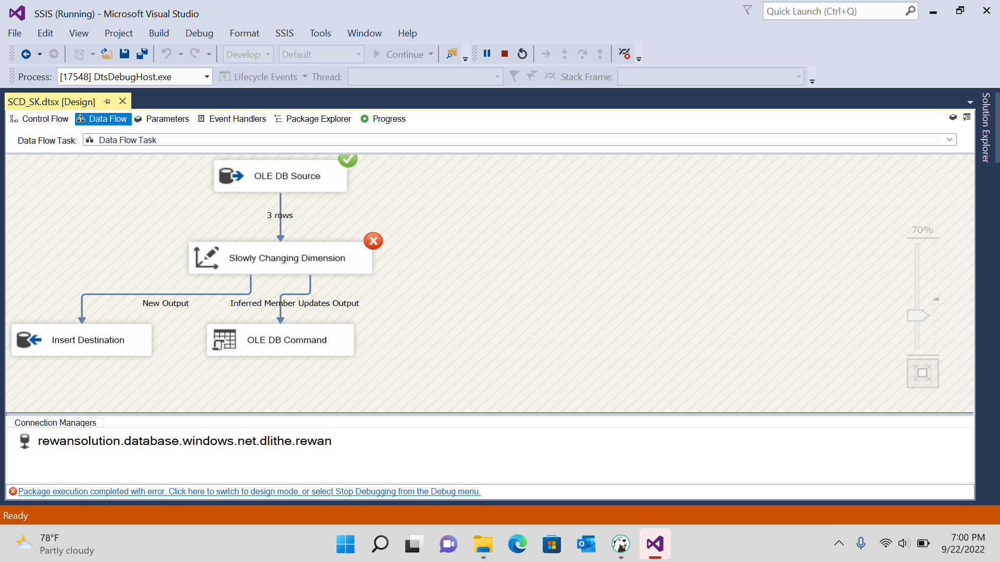 SSIS (Running) - Microsoft Visual Studio
Quick Launch (Ctrl+Q)
File Edit View Project Build Debug Format SSIS Tools Window Help
Develop Default Continue
Process: [17548] DtsDebugHost.exe Lifecycle Events Thread: Stack Frame:
SCD_SK.dtsx [Design]
Solution Explorer
Control Flow Data Flow Parameters Event Handlers Package Explorer Progress
Data Flow Task: Data Flow Task
OLE DB Source
3 rows
70%
Slowly Changing Dimension
New Output Inferred Member Updates Output
Insert Destination OLE DB Command
Connection Managers
rewansolution.database.windows.net.dlithe.rewan
Package execution completed with error. Click here to switch to design mode, or select Stop Debugging from the Debug menu.
Ready
78°F
Partly cloudy
7:00 PM
9/22/2022